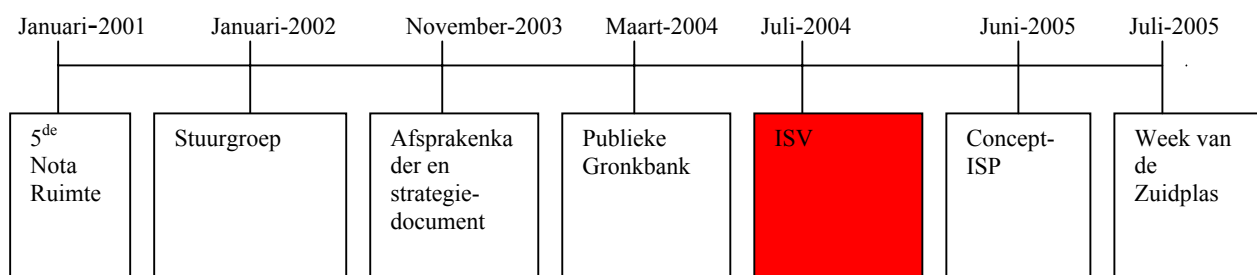 Januari-2001 Januari-2002 November-2003 Maart-2004 Juli-2004 Juni-2005 Juli-2005
5de
Nota
Ruimte
Stuurgroep
Afsprakenka
der en
strategie-
document
Publieke
Gronkbank
ISV
Concept-
ISP
Week van
de
Zuidplas